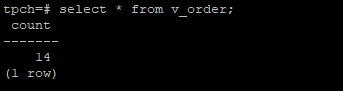 tpch=# select * from v_order;
 count
-------
    14
(1 row)